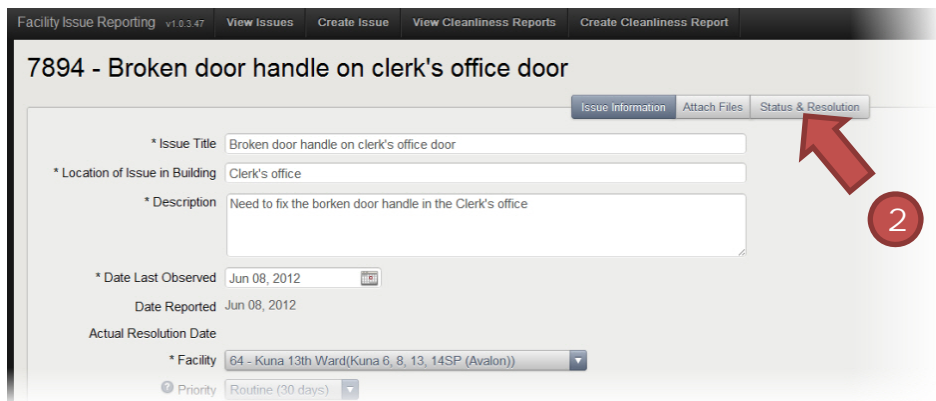 Facility Issue Reporting v1.0.3.47 View Issues Create Issue View Cleanliness Reports Create Cleanliness Report
7894 - Broken door handle on clerk's office door
Issue Information Attach Files Status & Resolution
* Issue Title Broken door handle on clerk's office door
* Location of Issue in Building Clerk's office
* Description Need to fix the borken door handle in the Clerk's office
2
* Date Last Observed Jun 08, 2012
Date Reported Jun 08, 2012
Actual Resolution Date
* Facility 64 - Kuna 13th Ward(Kuna 6, 8, 13, 14SP (Avalon))
? Priority Routine (30 days)